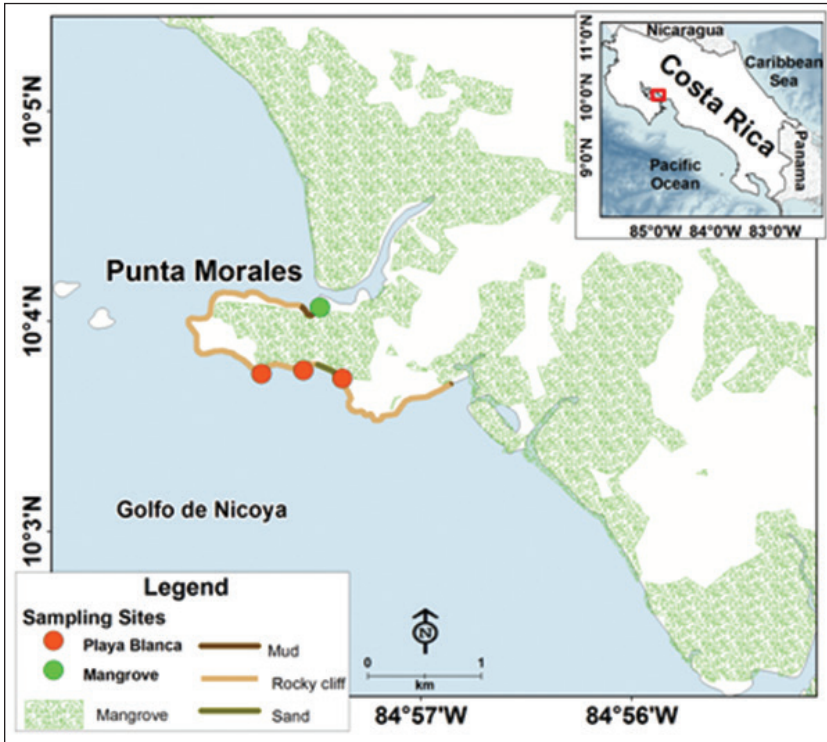 Nicaragua
Caribbean
Sea
Costa Rica
Panama
Pacific
Ocean
11°0'N
10°0'N
9°0'N
85°0'W 84°0'W 83°0'W
10°5'N
Punta Morales
10°4'N
10°3'N
Golfo de Nicoya
Legend
Sampling Sites
Playa Blanca
Mangrove
Mangrove
Mud
Rocky cliff
Sand
N
0 1
km
84°57'W 84°56'W